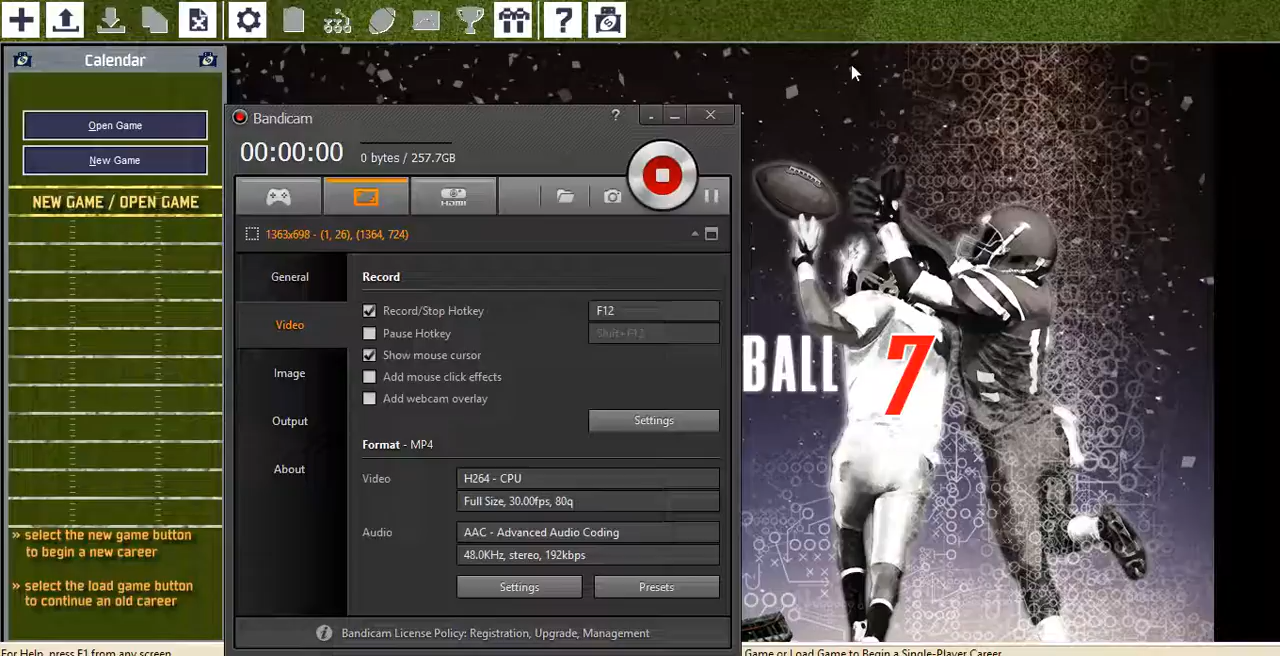 Calendar
Open Game
New Game
NEW GAME / OPEN GAME
» select the new game button
to begin a new career
» select the load game button
to continue an old career
For Help, press F1 from any screen
Bandicam
?
00:00:00
0 bytes / 257.7GB
HDMI
1363x698 - (1, 26), (1364, 724)
General
Video
Image
Output
About
Record
Record/Stop Hotkey
F12
Pause Hotkey
Shift+F12
Show mouse cursor
Add mouse click effects
Add webcam overlay
Settings
Format - MP4
Video
H264 - CPU
Full Size, 30.00fps, 80q
Audio
AAC - Advanced Audio Coding
48.0KHz, stereo, 192kbps
Settings
Presets
Bandicam License Policy: Registration, Upgrade, Management
BALL
7
Game or Load Game to Begin a Single-Player Career